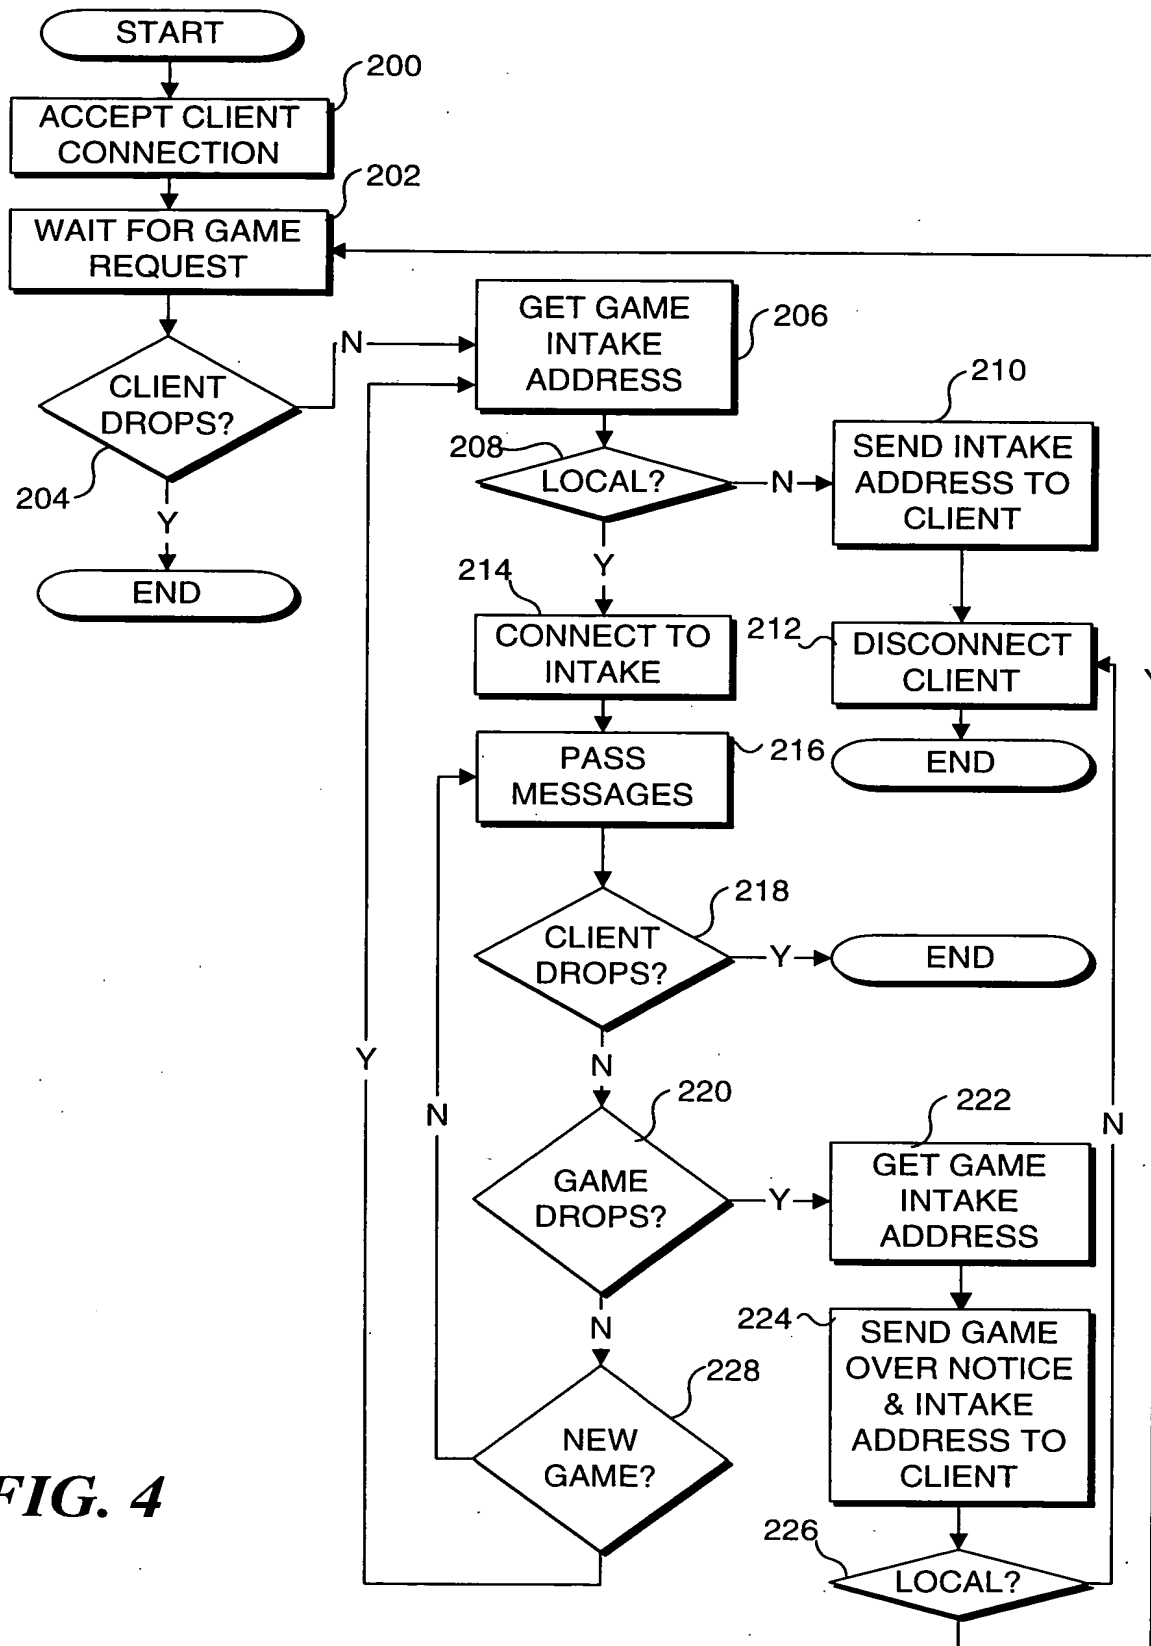 START
200
ACCEPT CLIENT
CONNECTION
202
WAIT FOR GAME
REQUEST
N
GET GAME
INTAKE
ADDRESS
206
CLIENT
DROPS?
204
Y
END
208
LOCAL?
N
210
SEND INTAKE
ADDRESS TO
CLIENT
Y
214
CONNECT TO
INTAKE
212
DISCONNECT
CLIENT
END
PASS
MESSAGES
216
218
CLIENT
DROPS?
Y
END
N
Y
N
N
220
GAME
DROPS?
Y
222
GET GAME
INTAKE
ADDRESS
N
224
SEND GAME
OVER NOTICE
& INTAKE
ADDRESS TO
CLIENT
228
NEW
GAME?
226
LOCAL?
FIG. 4